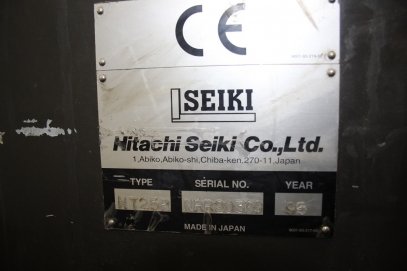 CE
SEIKI
Hitachi Seiki Co.,Ltd.
1,Abiko,Abiko-shi,Chiba-ken,270-11,Japan
TYPE SERIAL NO. YEAR
MADE IN JAPAN